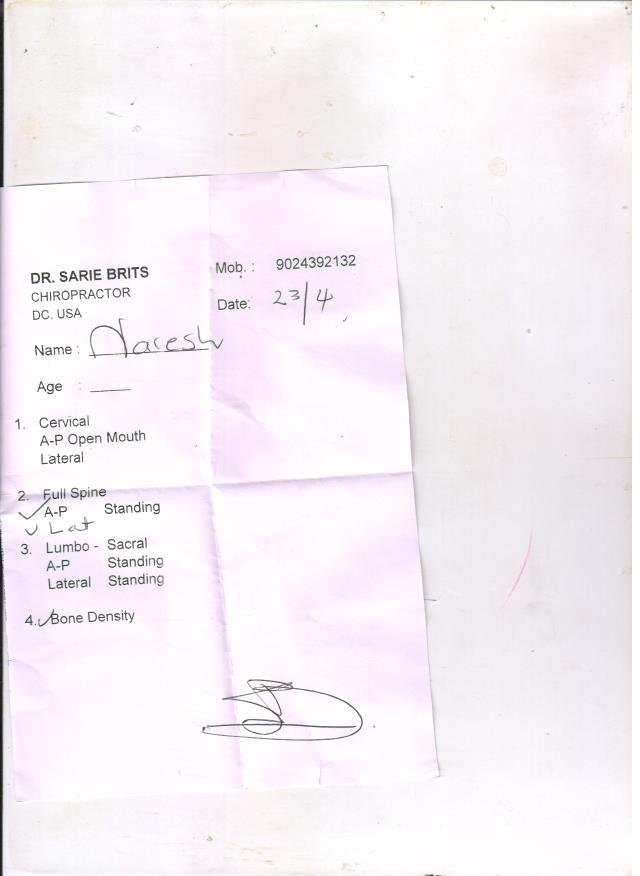 DR. SARIE BRITS
CHIROPRACTOR
DC. USA
Mob. : 9024392132
Date: 23/4
Name : Naresh
Age :
1. Cervical
A-P Open Mouth
Lateral
2. Full Spine
✓ A-P Standing
✓ Lat
3. Lumbo - Sacral
A-P Standing
Lateral Standing
4. ✓ Bone Density